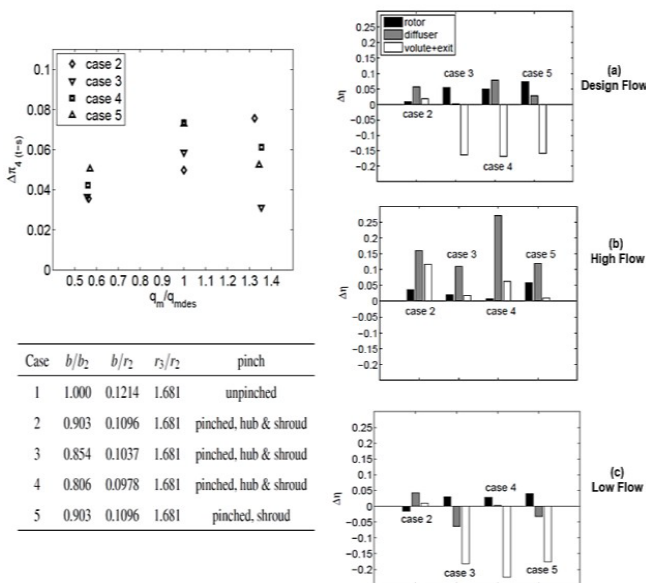 0.1
0.08
0.06
0.04
0.02
0
Δπ4 (t−s)
case 2
case 3
case 4
case 5
0.5 0.6 0.7 0.8 0.9 1 1.1 1.2 1.3 1.4
qm/qmdes
Case b/b2 b/r2 r3/r2 pinch
1 1.000 0.1214 1.681 unpinched
2 0.903 0.1096 1.681 pinched, hub & shroud
3 0.854 0.1037 1.681 pinched, hub & shroud
4 0.806 0.0978 1.681 pinched, hub & shroud
5 0.903 0.1096 1.681 pinched, shroud
0.25
0.2
0.15
0.1
0.05
0
−0.05
−0.1
−0.15
−0.2
Δη
rotor
diffuser
volute+exit
case 2
case 3
case 4
case 5
(a)
Design Flow
0.25
0.2
0.15
0.1
0.05
0
−0.05
−0.1
−0.15
−0.2
Δη
case 2
case 3
case 4
case 5
(b)
High Flow
0.25
0.2
0.15
0.1
0.05
0
−0.05
−0.1
−0.15
−0.2
Δη
case 2
case 3
case 4
case 5
(c)
Low Flow